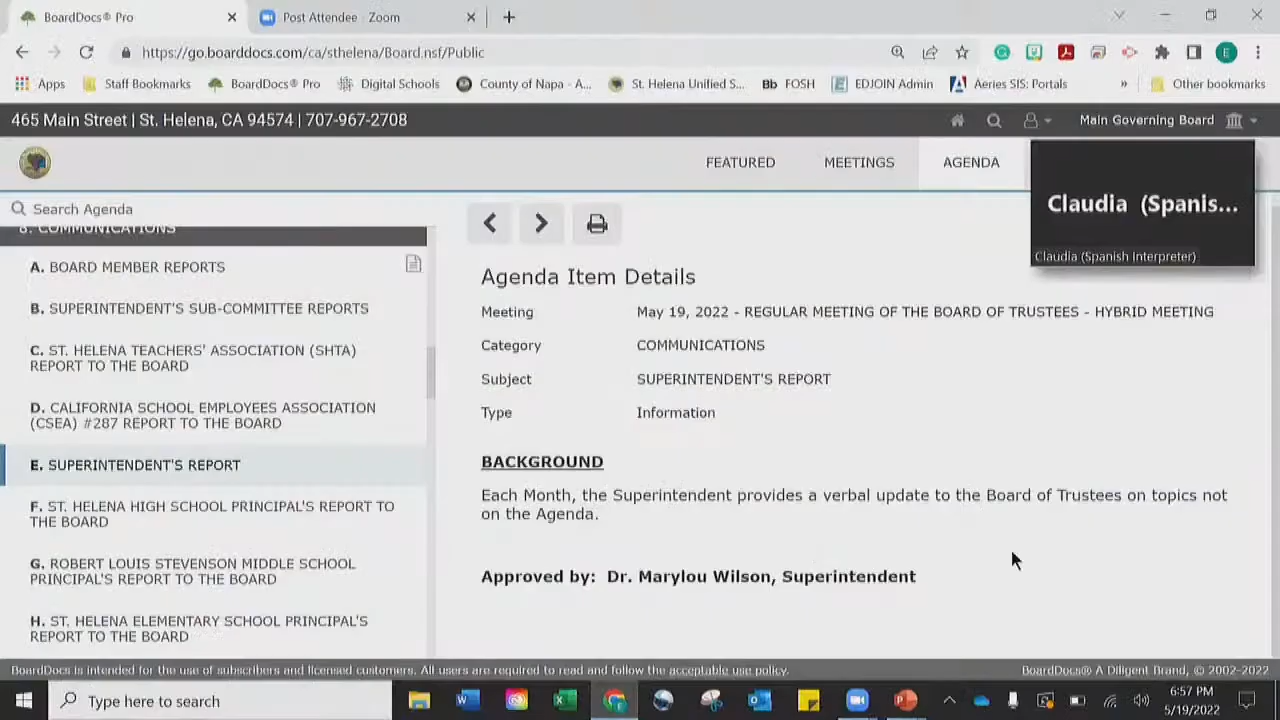 BoardDocs® Pro
Post Attendee - Zoom
https://go.boarddocs.com/ca/sthelena/Board.nsf/Public
E
Apps
Staff Bookmarks
BoardDocs® Pro
Digital Schools
County of Napa - A...
St. Helena Unified S...
Bb FOSH
EDJOIN Admin
Aeries SIS: Portals
»
Other bookmarks
465 Main Street | St. Helena, CA 94574 | 707-967-2708
Main Governing Board
FEATURED
MEETINGS
AGENDA
Claudia (Spanis...
Claudia (Spanish Interpreter)
Search Agenda
8. COMMUNICATIONS
A. BOARD MEMBER REPORTS
B. SUPERINTENDENT'S SUB-COMMITTEE REPORTS
C. ST. HELENA TEACHERS' ASSOCIATION (SHTA)
REPORT TO THE BOARD
D. CALIFORNIA SCHOOL EMPLOYEES ASSOCIATION
(CSEA) #287 REPORT TO THE BOARD
E. SUPERINTENDENT'S REPORT
F. ST. HELENA HIGH SCHOOL PRINCIPAL'S REPORT TO
THE BOARD
G. ROBERT LOUIS STEVENSON MIDDLE SCHOOL
PRINCIPAL'S REPORT TO THE BOARD
H. ST. HELENA ELEMENTARY SCHOOL PRINCIPAL'S
REPORT TO THE BOARD
Agenda Item Details
Meeting May 19, 2022 - REGULAR MEETING OF THE BOARD OF TRUSTEES - HYBRID MEETING
Category COMMUNICATIONS
Subject SUPERINTENDENT'S REPORT
Type Information
BACKGROUND
Each Month, the Superintendent provides a verbal update to the Board of Trustees on topics not
on the Agenda.
Approved by: Dr. Marylou Wilson, Superintendent
BoardDocs is intended for the use of subscribers and licensed customers. All users are required to read and follow the acceptable use policy.
BoardDocs® A Diligent Brand, © 2002-2022
Type here to search
6:57 PM
5/19/2022